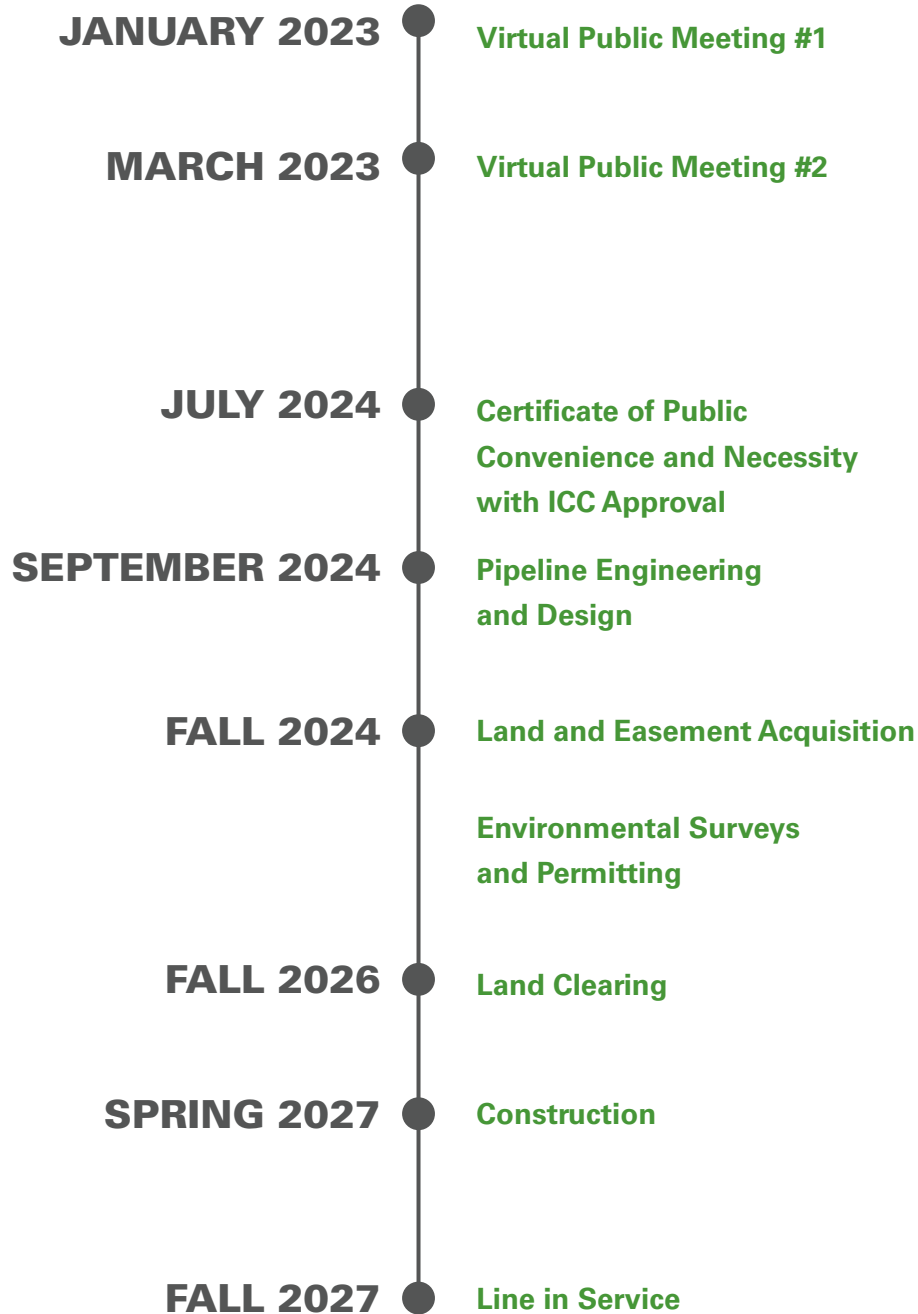 JANUARY 2023
Virtual Public Meeting #1
MARCH 2023
Virtual Public Meeting #2
JULY 2024
Certificate of Public
Convenience and Necessity
with ICC Approval
SEPTEMBER 2024
Pipeline Engineering
and Design
FALL 2024
Land and Easement Acquisition
Environmental Surveys
and Permitting
FALL 2026
Land Clearing
SPRING 2027
Construction
FALL 2027
Line in Service